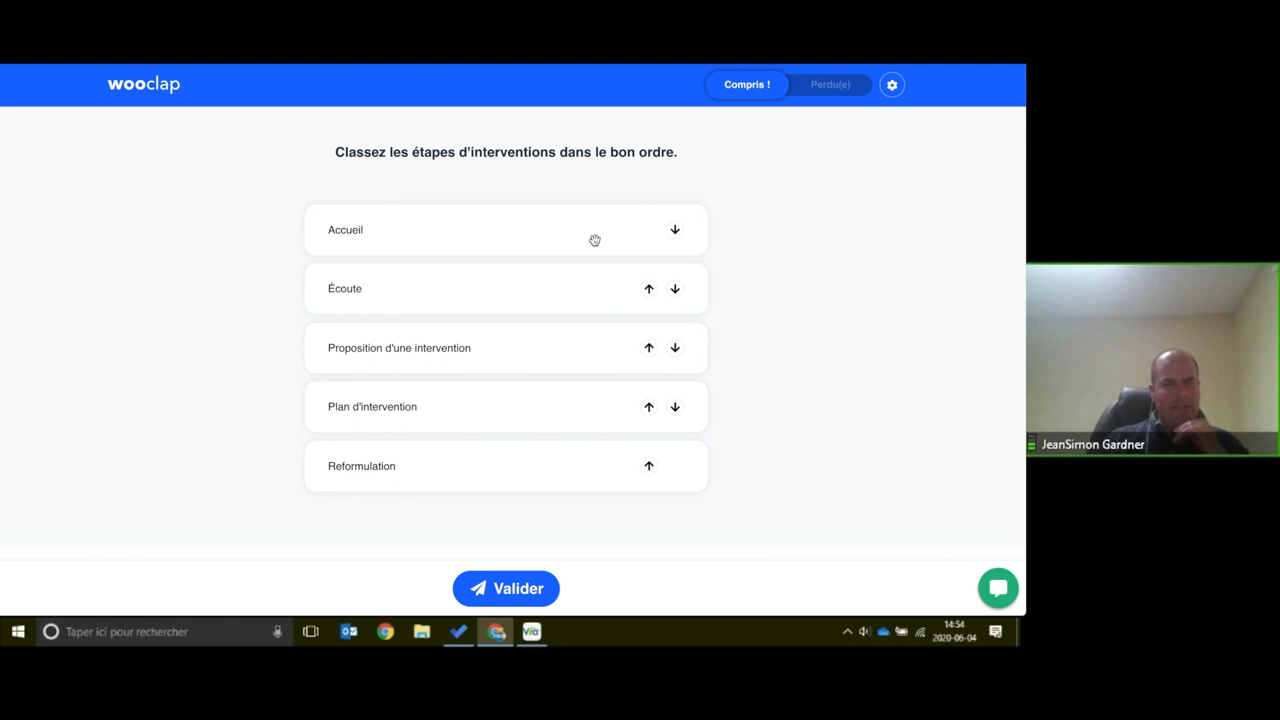 wooclap
Compris !
Perdu(e)
Classez les étapes d'interventions dans le bon ordre.
Accueil
Écoute
Proposition d'une intervention
Plan d'intervention
Reformulation
JeanSimon Gardner
Valider
Taper ici pour rechercher
14:54
2020-06-04